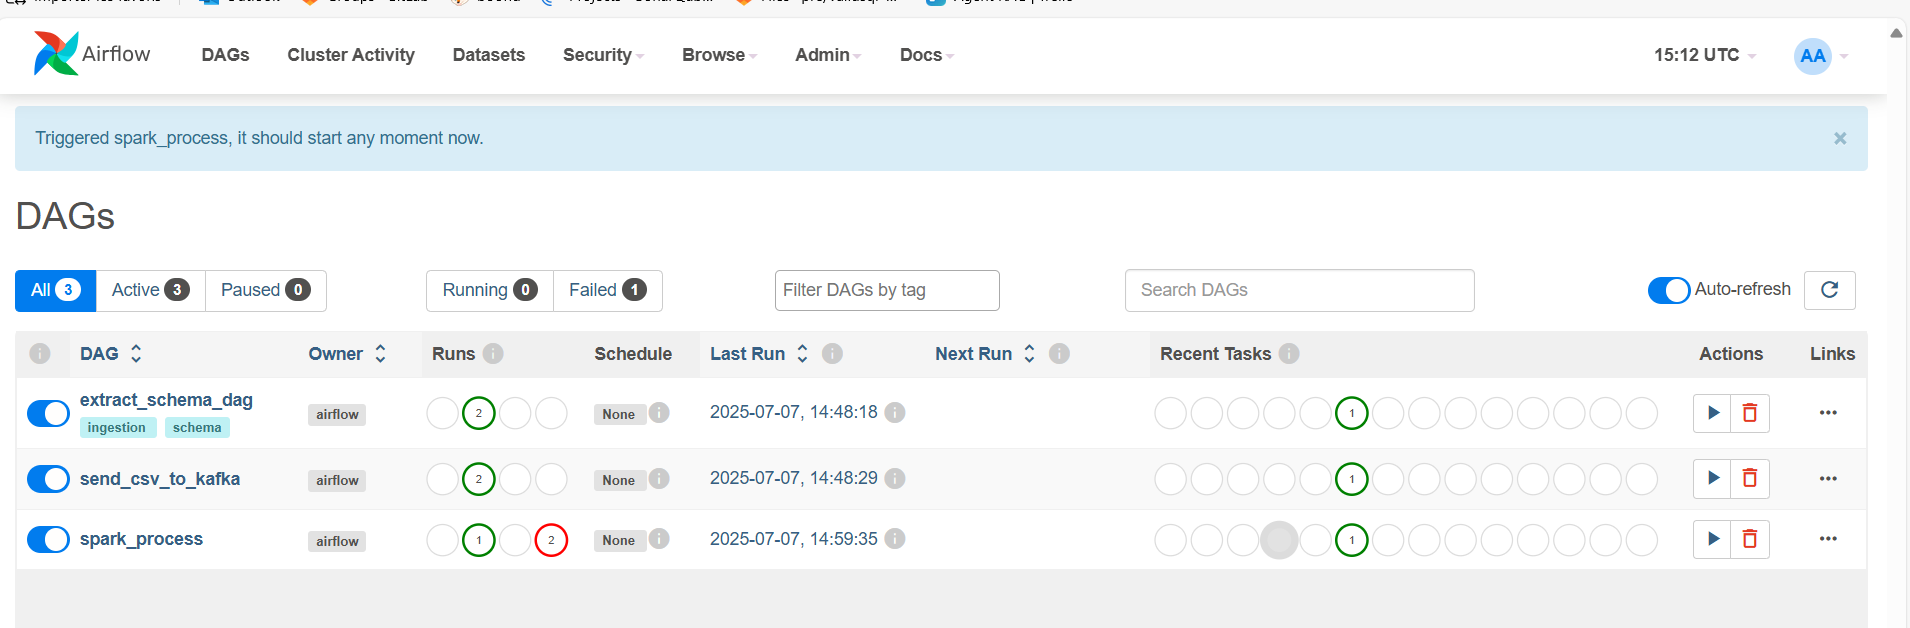 Outlook
Airflow
DAGs
Cluster Activity
Datasets
Security
Browse
Admin
Docs
15:12 UTC
AA
Triggered spark_process, it should start any moment now.
×
DAGs
All 3
Active 3
Paused 0
Running 0
Failed 1
Filter DAGs by tag
Search DAGs
Auto-refresh
DAG
Owner
Runs
Schedule
Last Run
Next Run
Recent Tasks
Actions
Links
extract_schema_dag
ingestion
schema
airflow
2
None
2025-07-07, 14:48:18
1
send_csv_to_kafka
airflow
2
None
2025-07-07, 14:48:29
1
spark_process
airflow
1
2
None
2025-07-07, 14:59:35
1